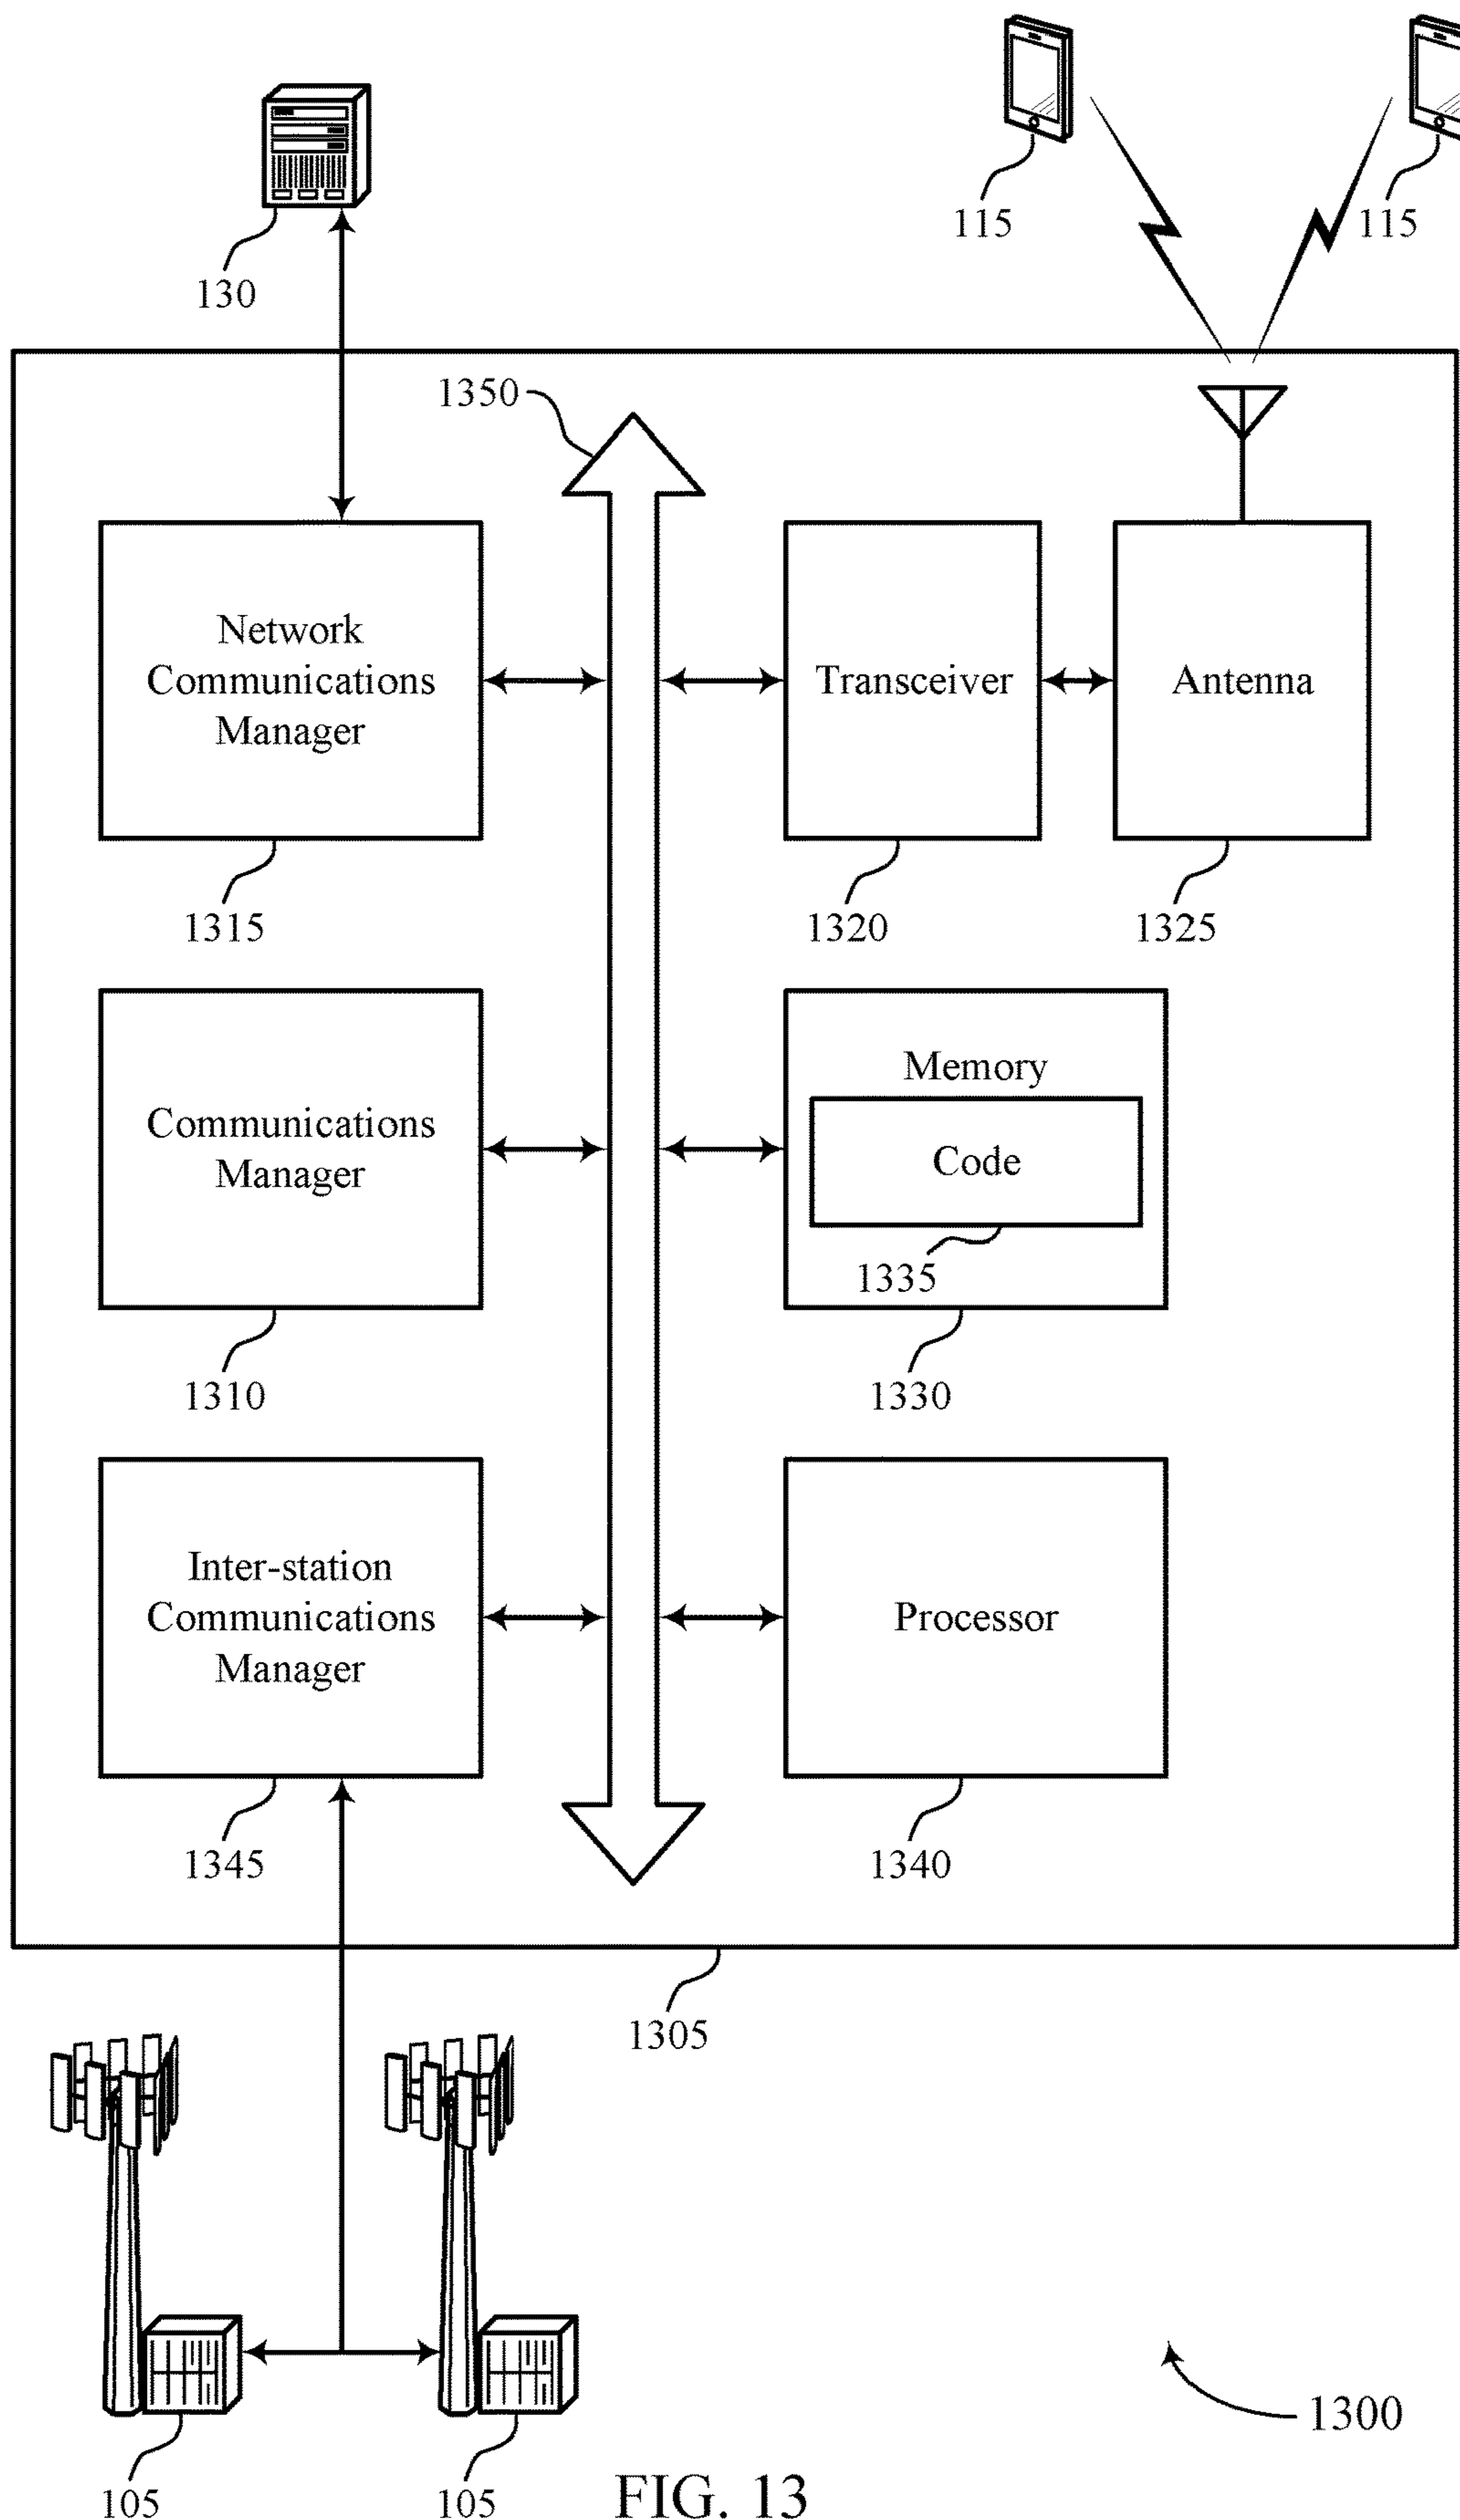 115
115
130
1350
Network
Communications
Manager
Transceiver
Antenna
1315
1320
1325
Communications
Manager
Memory
Code
1335
1310
1330
Inter-station
Communications
Manager
Processor
1345
1340
1305
1300
105
105
FIG. 13